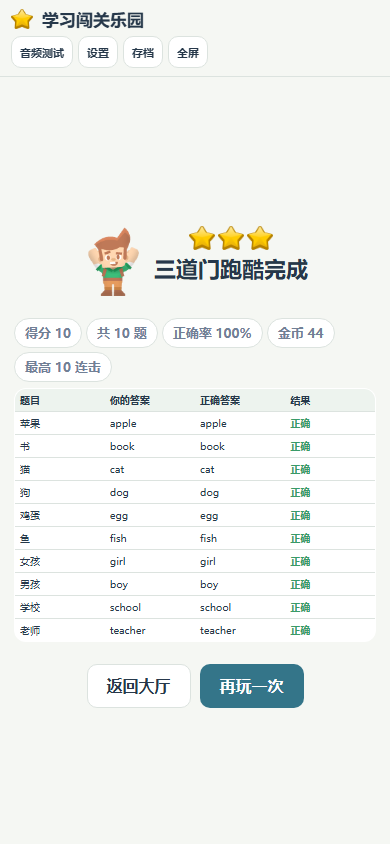 学习闯关乐园
音频测试 设置 存档 全屏
三道门跑酷完成
得分 10 共 10 题 正确率 100% 金币 44
最高 10 连击
题目 你的答案 正确答案 结果
苹果 apple apple 正确
书 book book 正确
猫 cat cat 正确
狗 dog dog 正确
鸡蛋 egg egg 正确
鱼 fish fish 正确
女孩 girl girl 正确
男孩 boy boy 正确
学校 school school 正确
老师 teacher teacher 正确
返回大厅 再玩一次